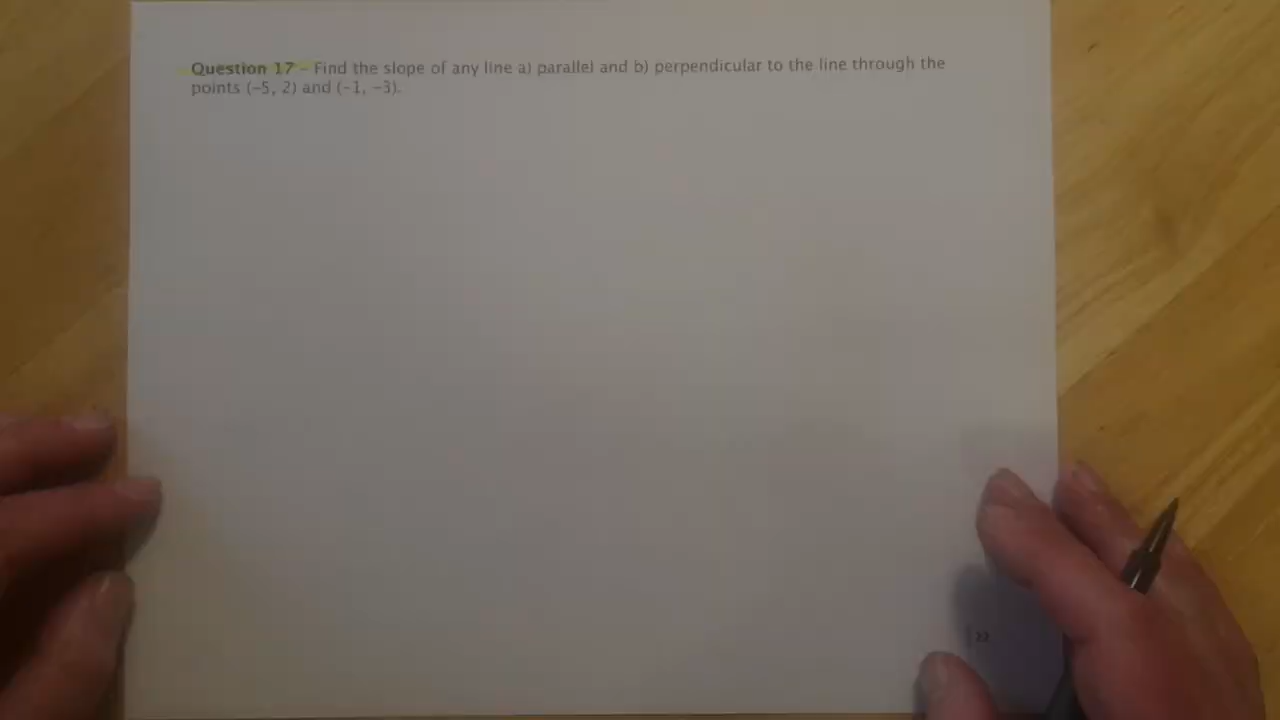 Question 17 – Find the slope of any line a) parallel and b) perpendicular to the line through the
points (–5, 2) and (–1, –3).
22